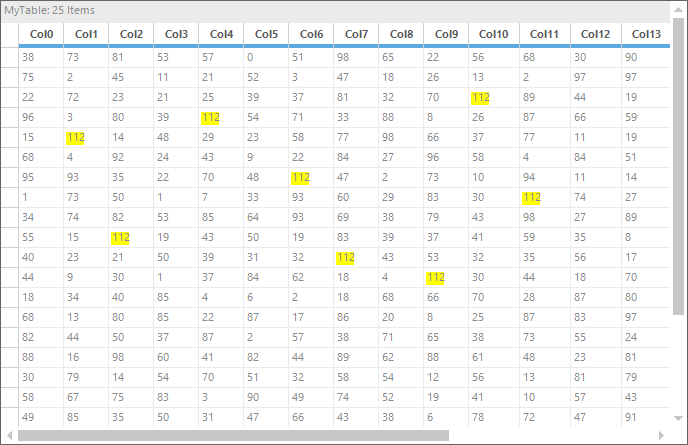 MyTable: 25 Items
Col0 Col1 Col2 Col3 Col4 Col5 Col6 Col7 Col8 Col9 Col10 Col11 Col12 Col13
38 73 81 53 57 0 51 98 65 22 56 68 30 90
75 2 45 11 21 52 3 47 18 26 13 2 97 97
22 72 23 21 25 39 37 81 32 70 112 89 44 19
96 3 80 39 112 54 71 33 88 8 26 87 66 59
15 112 14 48 29 23 58 77 98 66 37 77 11 19
68 4 92 24 43 9 22 84 27 96 58 4 84 51
95 93 35 22 70 48 112 47 2 73 10 94 11 14
1 73 50 1 7 33 93 60 29 83 30 112 74 27
34 74 82 53 85 64 93 69 38 79 43 98 27 89
55 15 112 19 43 50 19 83 39 37 41 59 35 8
40 23 21 50 39 31 32 112 43 53 32 35 56 17
44 9 30 1 37 84 62 18 4 112 30 44 18 70
18 34 40 85 4 6 2 18 68 66 70 28 87 80
68 13 80 85 22 87 17 86 20 8 25 87 83 97
82 44 50 37 87 2 57 38 71 65 38 73 55 24
88 16 98 60 41 82 44 89 62 88 61 48 23 81
30 79 14 54 70 51 32 58 54 12 56 13 81 79
58 67 75 83 3 90 49 74 52 19 41 10 57 43
49 85 35 50 31 47 66 43 38 6 78 72 47 91